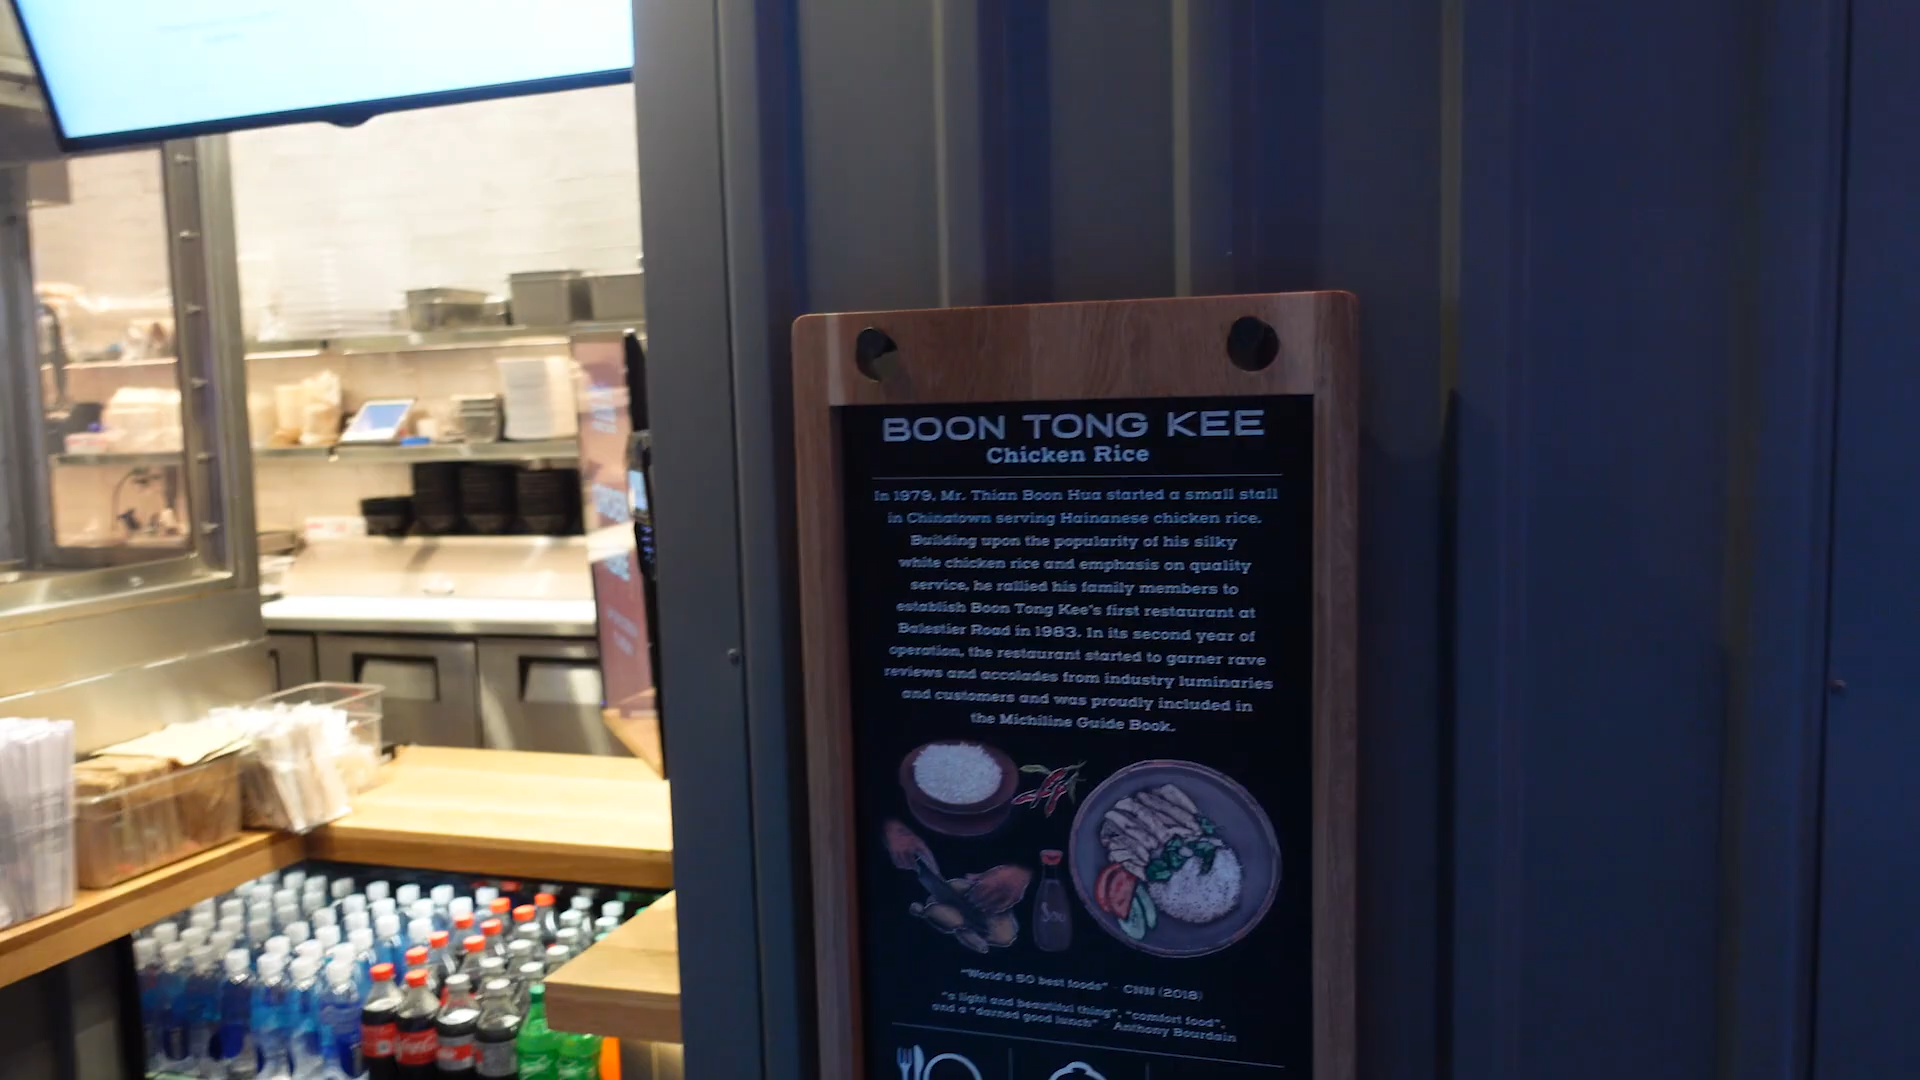 BOON TONG KEE
Chicken Rice
In 1979, Mr. Thian Boon Hua started a small stall
in Chinatown serving Hainanese chicken rice.
Building upon the popularity of his silky
white chicken rice and emphasis on quality
service, he rallied his family members to
establish Boon Tong Kee's first restaurant at
Balestier Road in 1983. In its second year of
operation, the restaurant started to garner rave
reviews and accolades from industry luminaries
and customers and was proudly included in
the Michiline Guide Book.
Soy
"World's 50 best foods" - CNN (2018)
"a light and beautiful thing", "comfort food",
and a "darned good lunch" - Anthony Bourdain
Coca-Cola